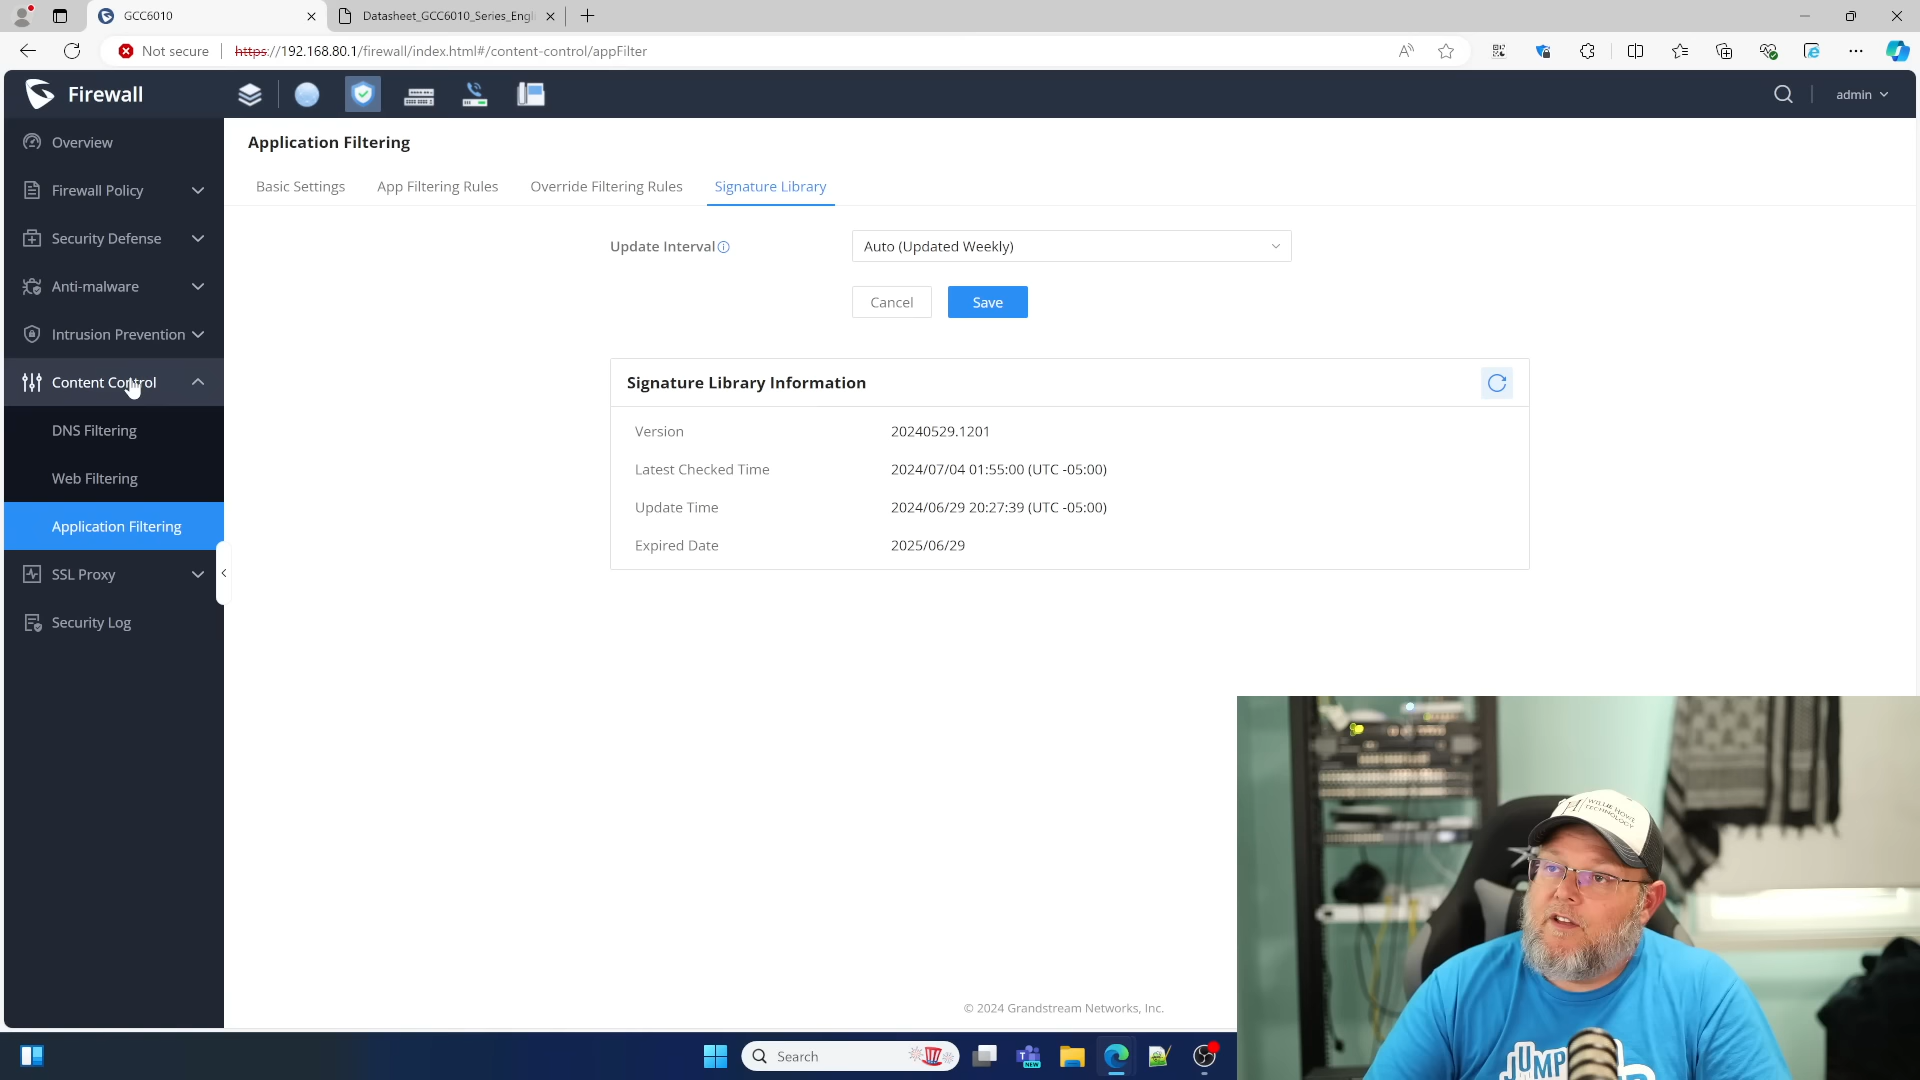 GCC6010
Datasheet_GCC6010_Series_Engli
Not secure
https://192.168.80.1/firewall/index.html#/content-control/appFilter
Firewall
admin
Overview
Firewall Policy
Security Defense
Anti-malware
Intrusion Prevention
Content Control
DNS Filtering
Web Filtering
Application Filtering
SSL Proxy
Security Log
Application Filtering
Basic Settings
App Filtering Rules
Override Filtering Rules
Signature Library
Update Interval
Auto (Updated Weekly)
Cancel
Save
Signature Library Information
Version 20240529.1201
Latest Checked Time 2024/07/04 01:55:00 (UTC -05:00)
Update Time 2024/06/29 20:27:39 (UTC -05:00)
Expired Date 2025/06/29
© 2024 Grandstream Networks, Inc.
WILLIE HOWE
TECHNOLOGY
JUMP
Search
NEW